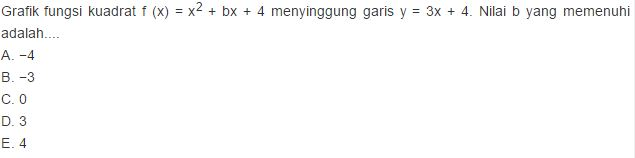 Grafik fungsi kuadrat f (x) = x² + bx + 4 menyinggung garis y = 3x + 4. Nilai b yang memenuhi
adalah....
A. −4
B. −3
C. 0
D. 3
E. 4